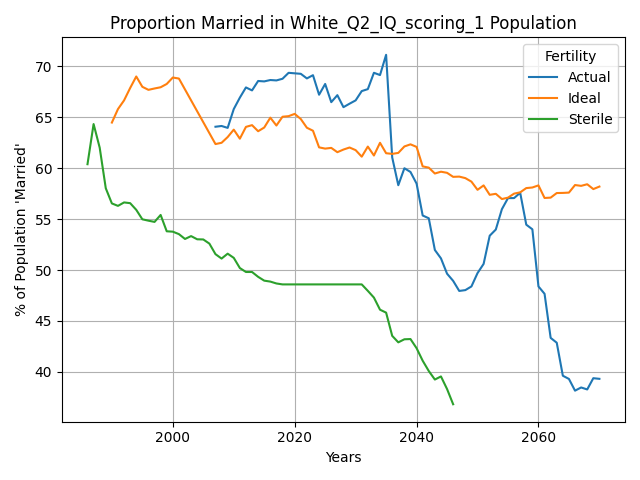 Proportion Married in White_Q2_IQ_scoring_1 Population
% of Population 'Married'
70
65
60
55
50
45
40
2000
2020
2040
2060
Years
Fertility
Actual
Ideal
Sterile